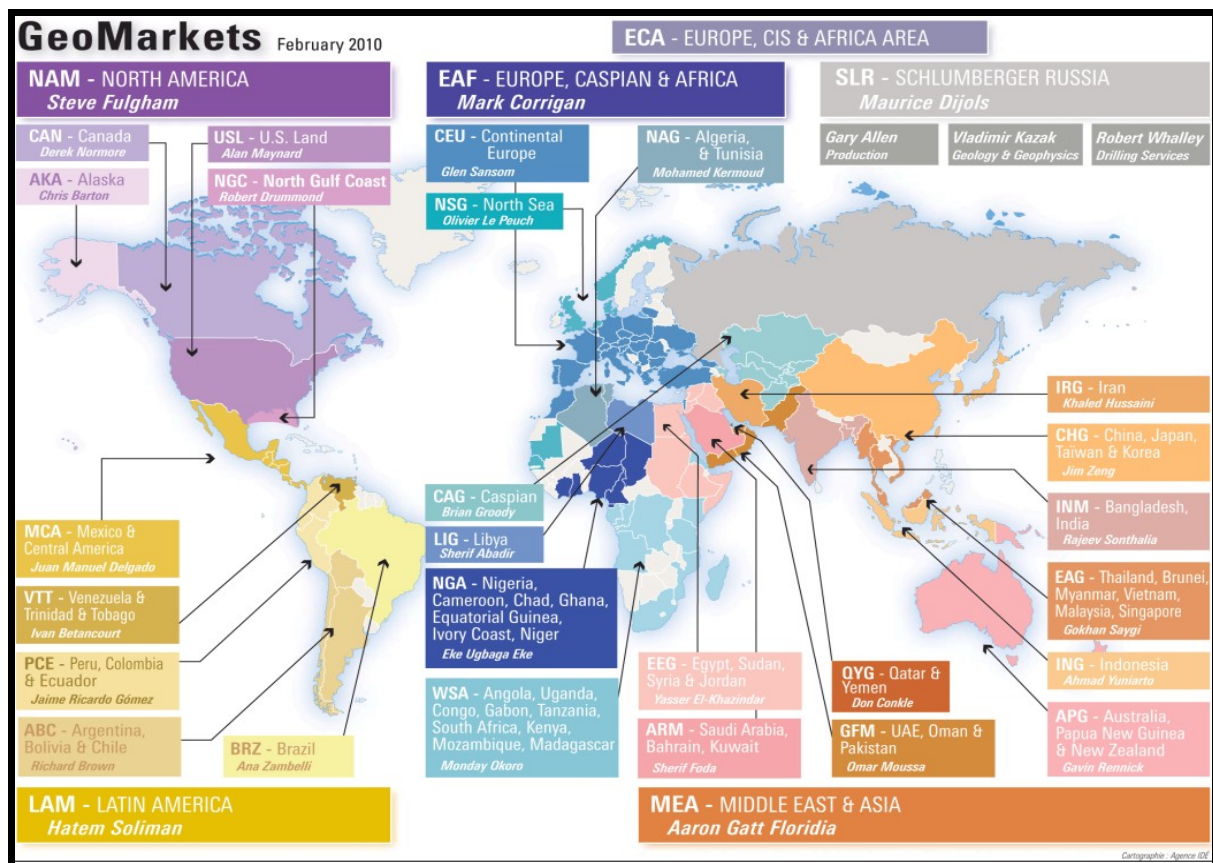 GeoMarkets February 2010
ECA - EUROPE, CIS & AFRICA AREA
NAM - NORTH AMERICA
Steve Fulgham
EAF - EUROPE, CASPIAN & AFRICA
Mark Corrigan
SLR - SCHLUMBERGER RUSSIA
Maurice Dijols
CAN - Canada
Derek Normore
USL - U.S. Land
Alan Maynard
AKA - Alaska
Chris Barton
NGC - North Gulf Coast
Robert Drummond
CEU - Continental
Europe
Glen Sansom
NSG - North Sea
Olivier Le Peuch
NAG - Algeria,
& Tunisia
Mohamed Kermoud
Gary Allen
Production
Vladimir Kazak
Geology & Geophysics
Robert Whalley
Drilling Services
IRG - Iran
Khaled Hussaini
CHG - China, Japan,
Taïwan & Korea
Jim Zeng
INM - Bangladesh,
India
Rajeev Sonthalia
EAG - Thailand, Brunei,
Myanmar, Vietnam,
Malaysia, Singapore
Gokhan Saygi
ING - Indonesia
Ahmad Yuniarto
APG - Australia,
Papua New Guinea
& New Zealand
Gavin Rennick
MCA - Mexico &
Central America
Juan Manuel Delgado
VTT - Venezuela &
Trinidad & Tobago
Ivan Betancourt
PCE - Peru, Colombia
& Ecuador
Jaime Ricardo Gómez
ABC - Argentina,
Bolivia & Chile
Richard Brown
BRZ - Brazil
Ana Zambelli
CAG - Caspian
Brian Groody
LIG - Libya
Sherif Abadir
NGA - Nigeria,
Cameroon, Chad, Ghana,
Equatorial Guinea,
Ivory Coast, Niger
Eke Ugbaga Eke
WSA - Angola, Uganda,
Congo, Gabon, Tanzania,
South Africa, Kenya,
Mozambique, Madagascar
Monday Okoro
EEG - Egypt, Sudan,
Syria & Jordan
Yasser El-Khazindar
ARM - Saudi Arabia,
Bahrain, Kuwait
Sherif Foda
QYG - Qatar &
Yemen
Don Conkle
GFM - UAE, Oman &
Pakistan
Omar Moussa
LAM - LATIN AMERICA
Hatem Soliman
MEA - MIDDLE EAST & ASIA
Aaron Gatt Floridia
Cartographie : Agence IDÉ